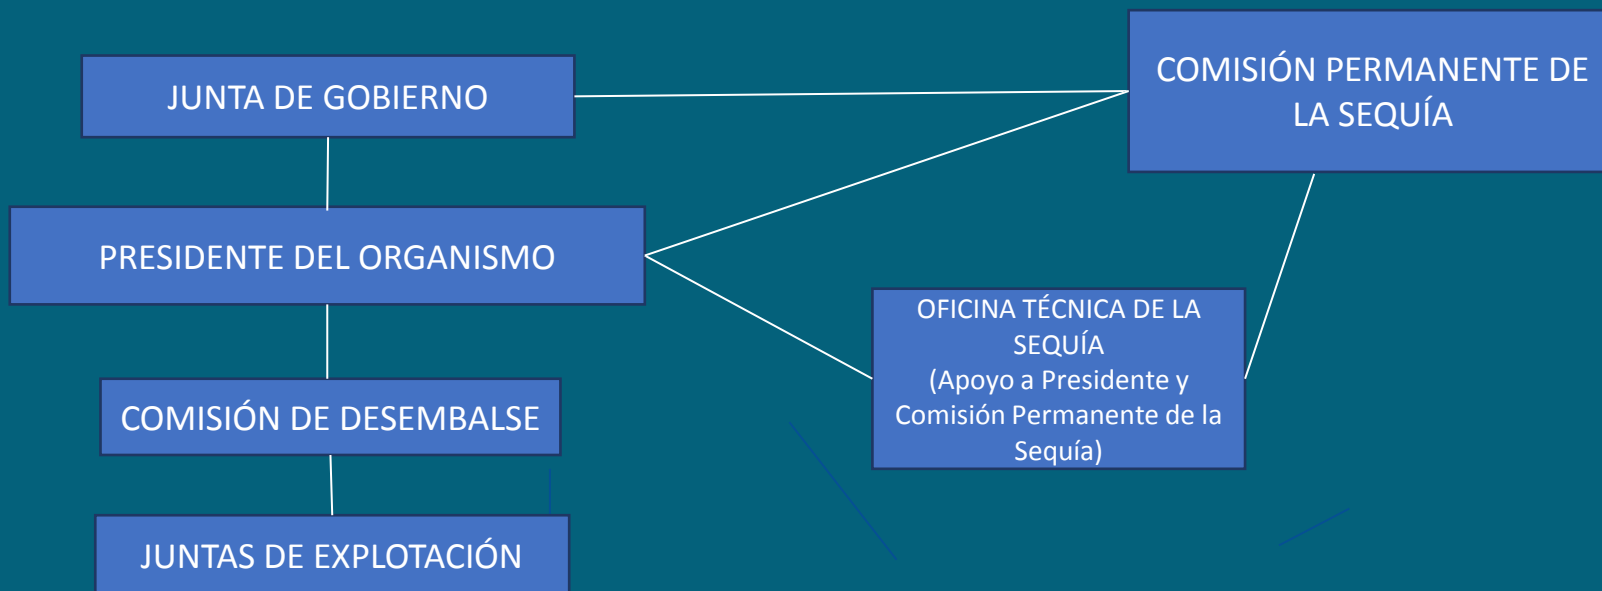 JUNTA DE GOBIERNO
COMISIÓN PERMANENTE DE
LA SEQUÍA
PRESIDENTE DEL ORGANISMO
OFICINA TÉCNICA DE LA
SEQUÍA
(Apoyo a Presidente y
Comisión Permanente de la
Sequía)
COMISIÓN DE DESEMBALSE
JUNTAS DE EXPLOTACIÓN